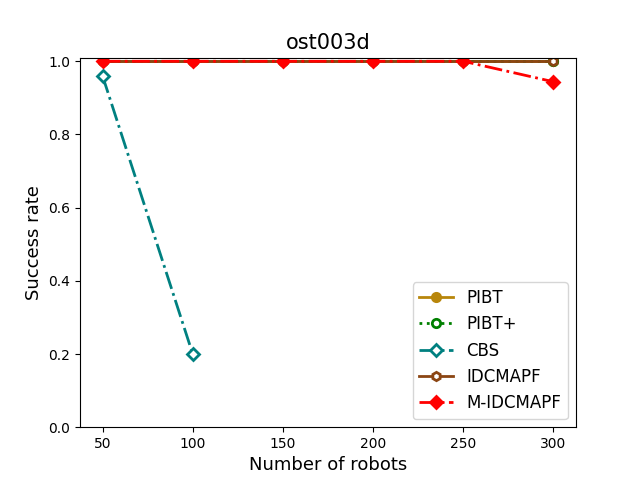 ost003d
Success rate
1.0
0.8
0.6
0.4
0.2
0.0
50 100 150 200 250 300
Number of robots
PIBT
PIBT+
CBS
IDCMAPF
M-IDCMAPF